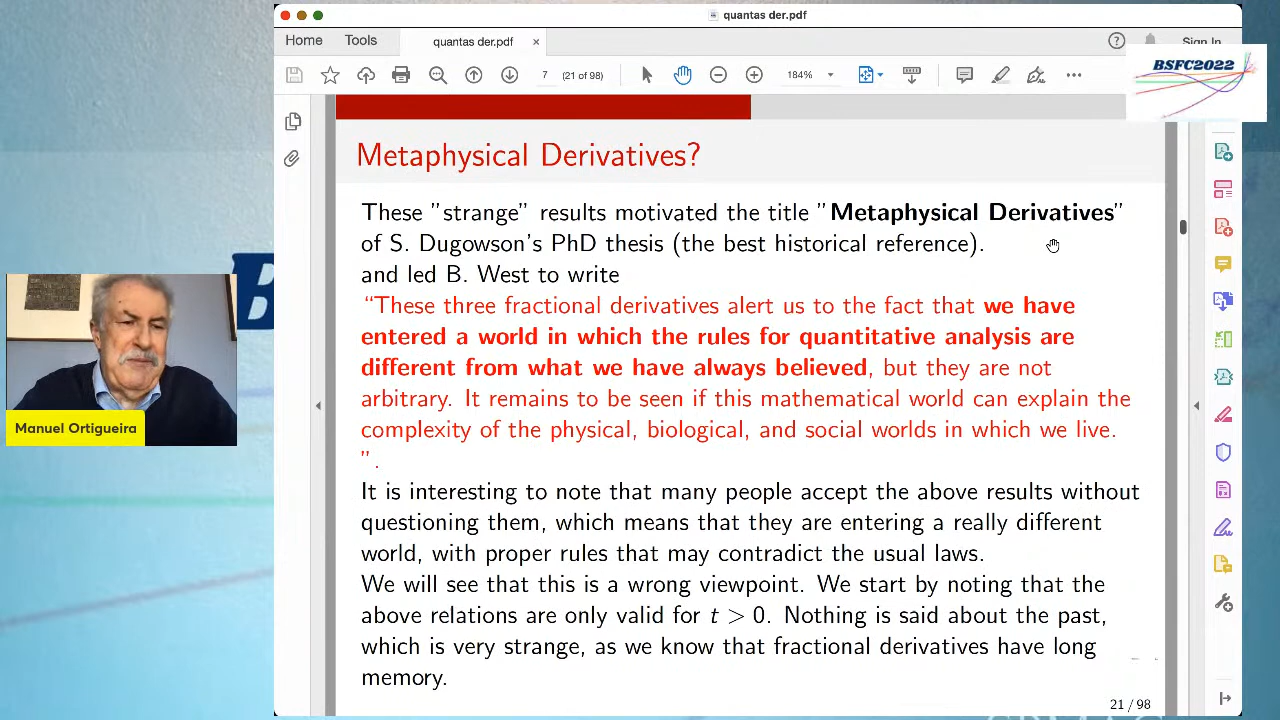 quantas der.pdf
Home
Tools
quantas der.pdf
×
Sign In
BSFC2022
7
(21 of 98)
184%
Metaphysical Derivatives?
These "strange" results motivated the title "Metaphysical Derivatives"
of S. Dugowson's PhD thesis (the best historical reference).
and led B. West to write
“These three fractional derivatives alert us to the fact that we have
entered a world in which the rules for quantitative analysis are
different from what we have always believed, but they are not
arbitrary. It remains to be seen if this mathematical world can explain the
complexity of the physical, biological, and social worlds in which we live.
” .
It is interesting to note that many people accept the above results without
questioning them, which means that they are entering a really different
world, with proper rules that may contradict the usual laws.
We will see that this is a wrong viewpoint. We start by noting that the
above relations are only valid for t > 0. Nothing is said about the past,
which is very strange, as we know that fractional derivatives have long
memory.
21 / 98
Manuel Ortigueira